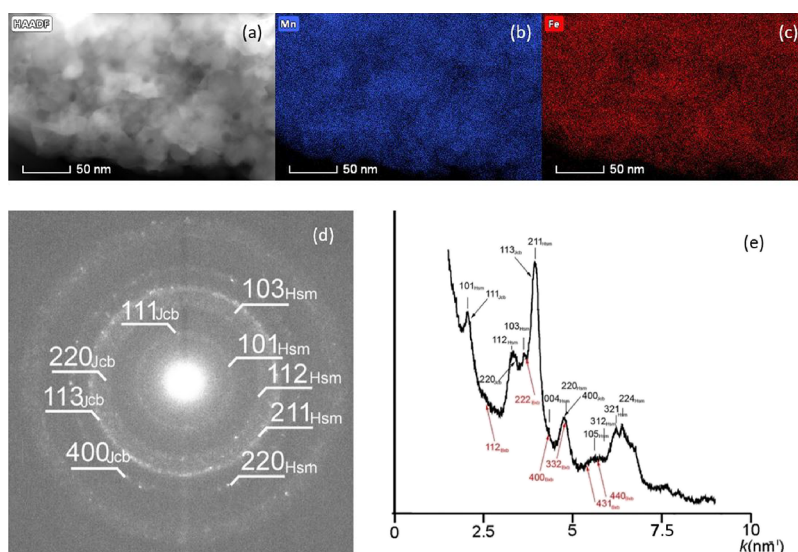 HAADF
(a)
50 nm
Mn
(b)
50 nm
Fe
(c)
50 nm
(d)
103Hsm
111Jcb
101Hsm
220Jcb
112Hsm
113Jcb
211Hsm
400Jcb
220Hsm
(e)
211Hsm
113Jcb
101Hsm
111Jcb
103Hsm
112Hsm
220Jcb
222Bxb
004Hsm
220Hsm
400Jcb
321Hsm
224Hsm
312Hsm
105Hsm
112Bxb
400Bxb
332Bxb
431Bxb
440Bxb
0
2.5
5
7.5
10
k(nm⁻¹)